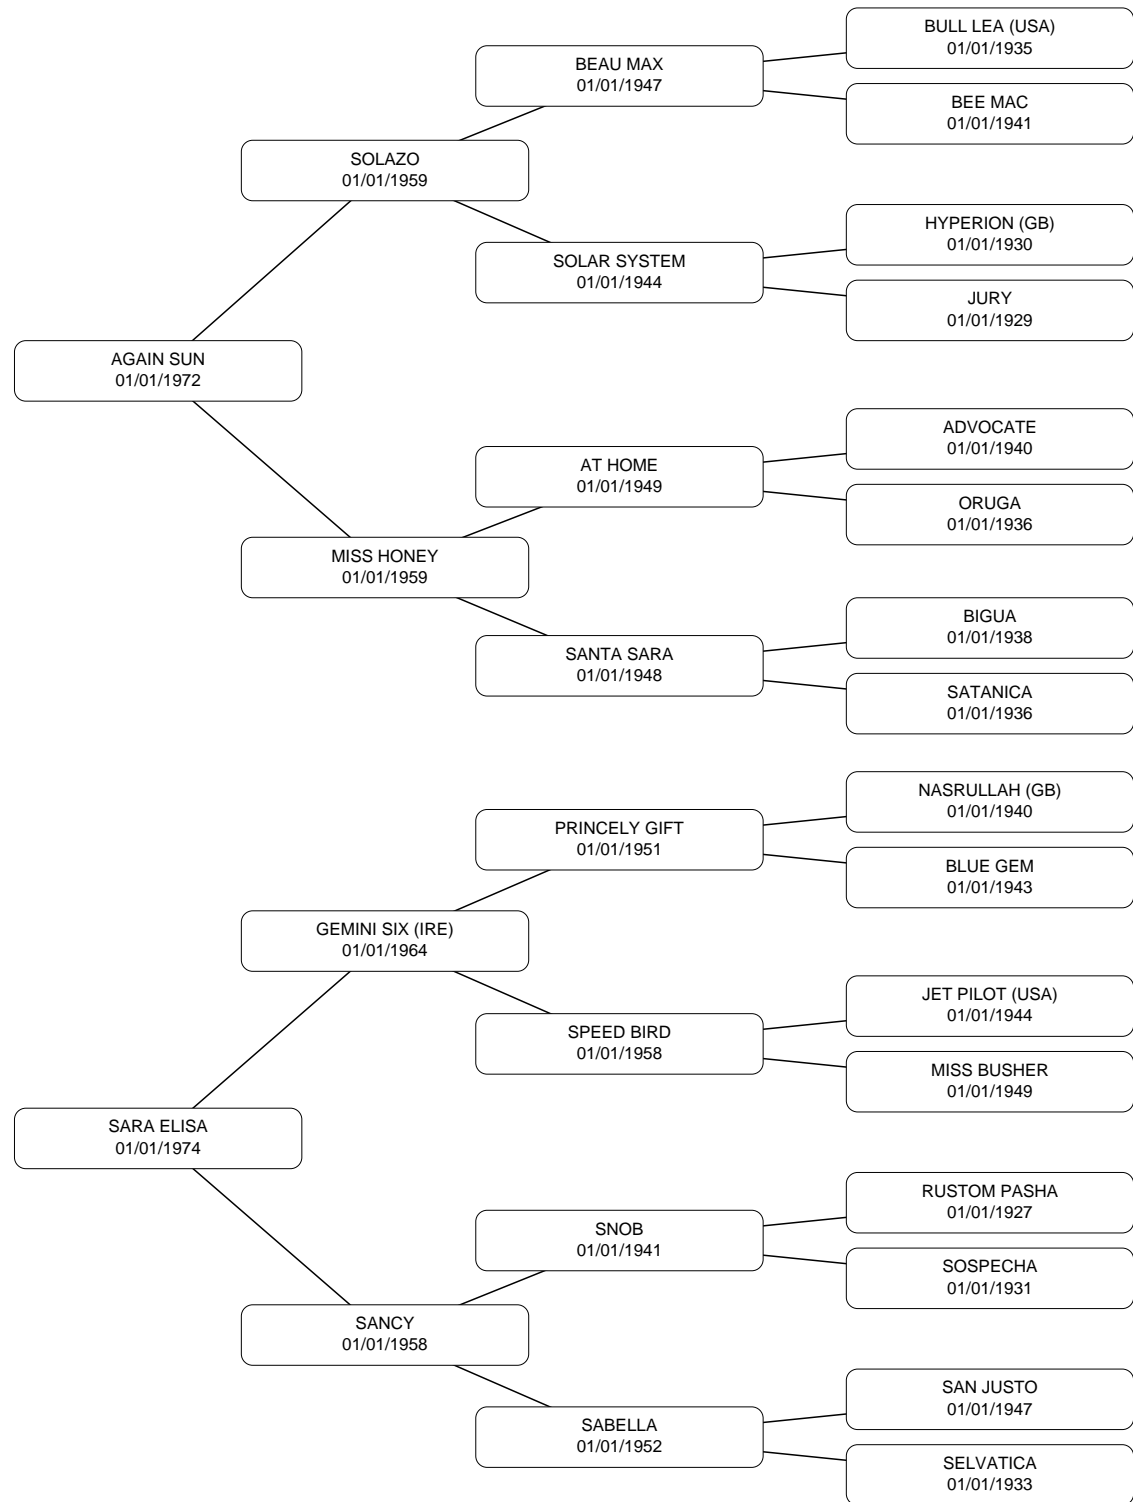 BULL LEA (USA)
01/01/1935
BEAU MAX
01/01/1947
BEE MAC
01/01/1941
SOLAZO
01/01/1959
HYPERION (GB)
01/01/1930
SOLAR SYSTEM
01/01/1944
JURY
01/01/1929
AGAIN SUN
01/01/1972
ADVOCATE
01/01/1940
AT HOME
01/01/1949
ORUGA
01/01/1936
MISS HONEY
01/01/1959
BIGUA
01/01/1938
SANTA SARA
01/01/1948
SATANICA
01/01/1936
NASRULLAH (GB)
01/01/1940
PRINCELY GIFT
01/01/1951
BLUE GEM
01/01/1943
GEMINI SIX (IRE)
01/01/1964
JET PILOT (USA)
01/01/1944
SPEED BIRD
01/01/1958
MISS BUSHER
01/01/1949
SARA ELISA
01/01/1974
RUSTOM PASHA
01/01/1927
SNOB
01/01/1941
SOSPECHA
01/01/1931
SANCY
01/01/1958
SAN JUSTO
01/01/1947
SABELLA
01/01/1952
SELVATICA
01/01/1933